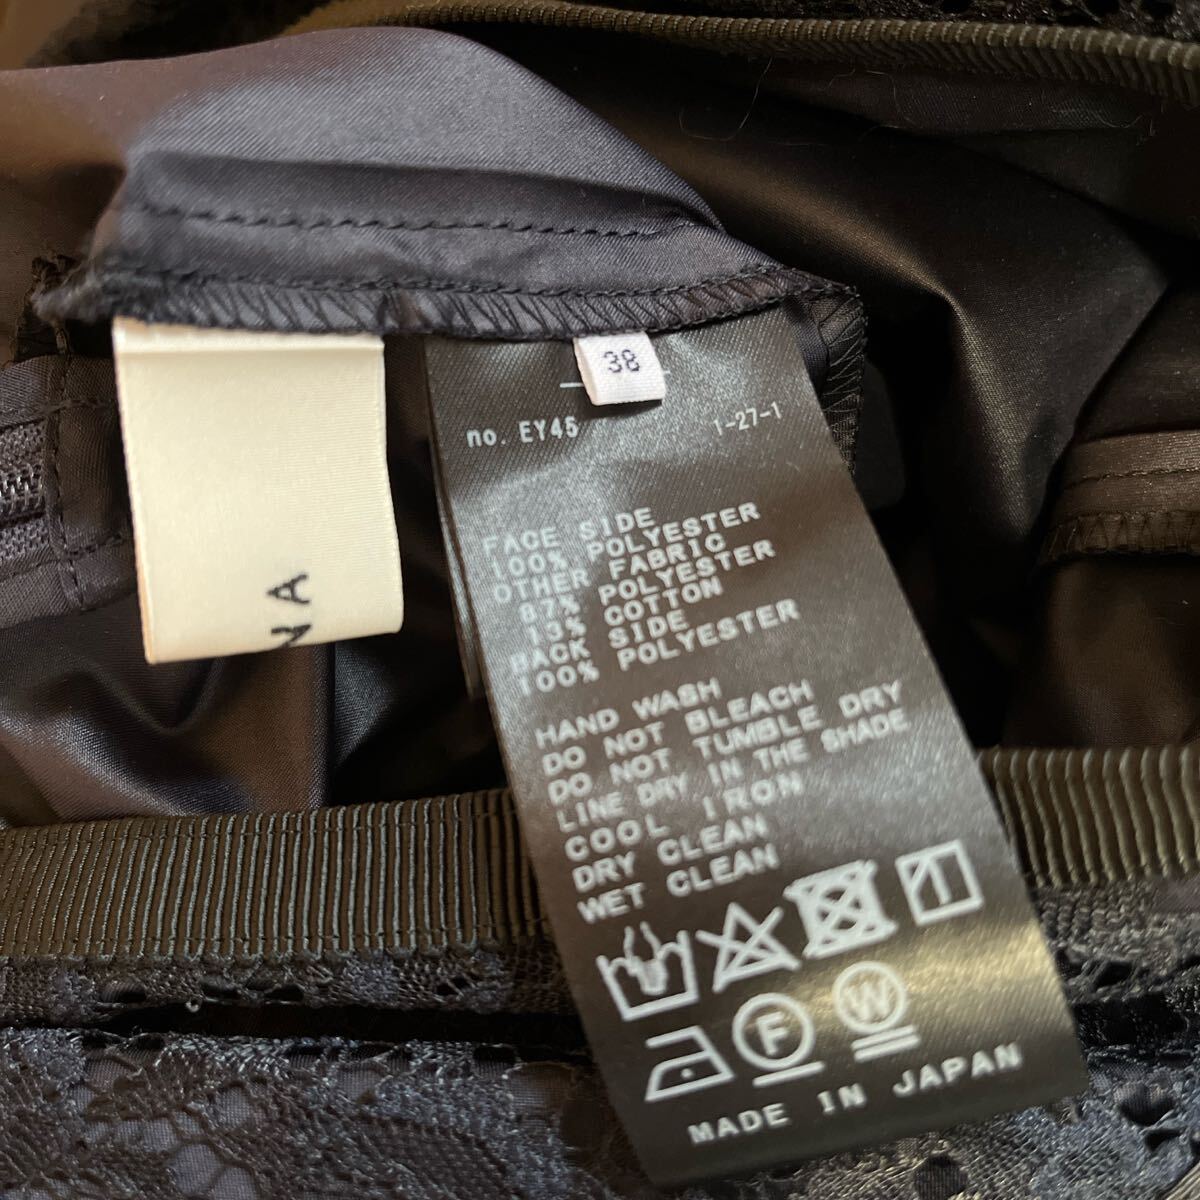 38
no. EY45
1-27-1
FACE SIDE
100% POLYESTER
OTHER FABRIC
87% POLYESTER
13% COTTON
BACK SIDE
100% POLYESTER
HAND WASH
DO NOT BLEACH
DO NOT TUMBLE DRY
LINE DRY IN THE SHADE
COOL IRON
DRY CLEAN
WET CLEAN
F
W
MADE IN JAPAN
NA